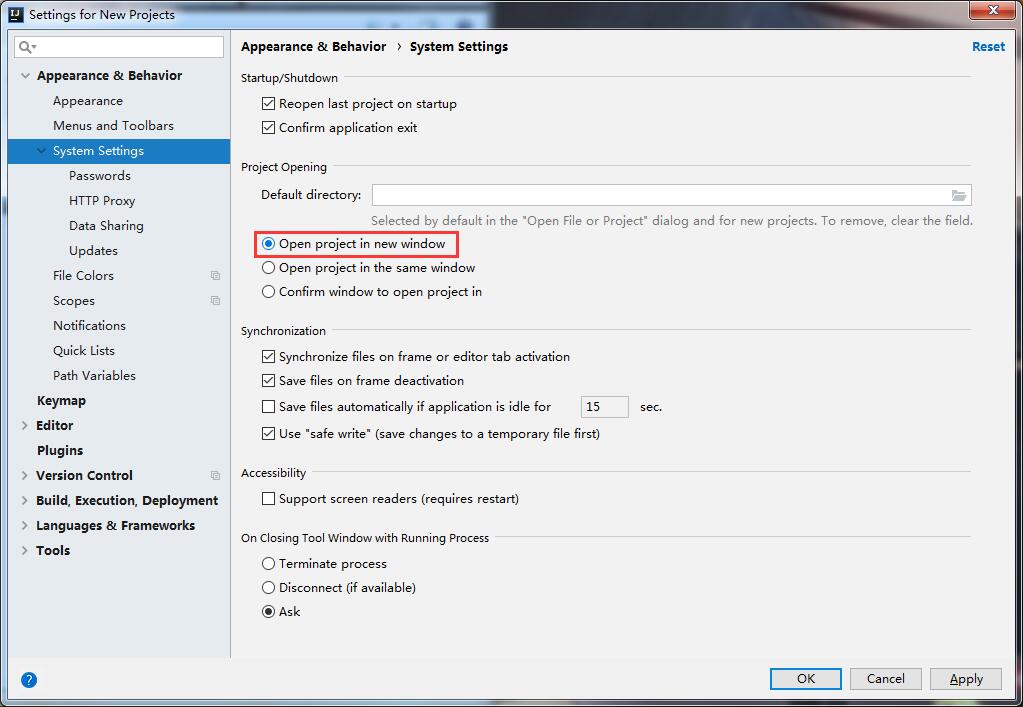 Settings for New Projects
Appearance & Behavior
Appearance
Menus and Toolbars
System Settings
Passwords
HTTP Proxy
Data Sharing
Updates
File Colors
Scopes
Notifications
Quick Lists
Path Variables
Keymap
Editor
Plugins
Version Control
Build, Execution, Deployment
Languages & Frameworks
Tools
Appearance & Behavior › System Settings
Reset
Startup/Shutdown
Reopen last project on startup
Confirm application exit
Project Opening
Default directory:
Selected by default in the "Open File or Project" dialog and for new projects. To remove, clear the field.
Open project in new window
Open project in the same window
Confirm window to open project in
Synchronization
Synchronize files on frame or editor tab activation
Save files on frame deactivation
Save files automatically if application is idle for 15 sec.
Use "safe write" (save changes to a temporary file first)
Accessibility
Support screen readers (requires restart)
On Closing Tool Window with Running Process
Terminate process
Disconnect (if available)
Ask
?
OK Cancel Apply